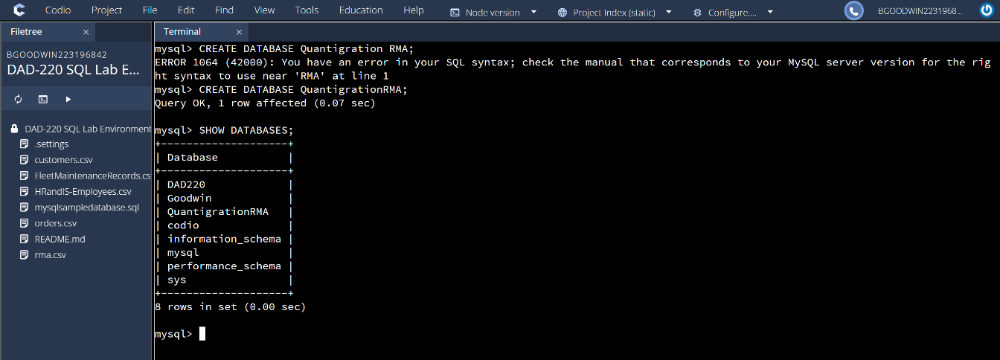 Codio Project File Edit Find View Tools Education Help Node version Project Index (static) Configure.... BGOODWIN2231968...
Filetree ×
BGOODWIN223196842
DAD-220 SQL Lab E...
DAD-220 SQL Lab Environment
.settings
customers.csv
FleetMaintenanceRecords.cs
HRandIS-Employees.csv
mysqlsampledatabase.sql
orders.csv
README.md
rma.csv
Terminal ×
mysql> CREATE DATABASE Quantigration RMA;
ERROR 1064 (42000): You have an error in your SQL syntax; check the manual that corresponds to your MySQL server version for the rig
ht syntax to use near 'RMA' at line 1
mysql> CREATE DATABASE QuantigrationRMA;
Query OK, 1 row affected (0.07 sec)
mysql> SHOW DATABASES;
+--------------------+
| Database           |
+--------------------+
| DAD220             |
| Goodwin            |
| QuantigrationRMA   |
| codio              |
| information_schema |
| mysql              |
| performance_schema |
| sys                |
+--------------------+
8 rows in set (0.00 sec)
mysql>